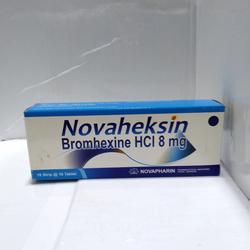 Novaheksin
Bromhexine HCl 8 mg
10 Strip @ 10 Tablet
NOVAPHARIN